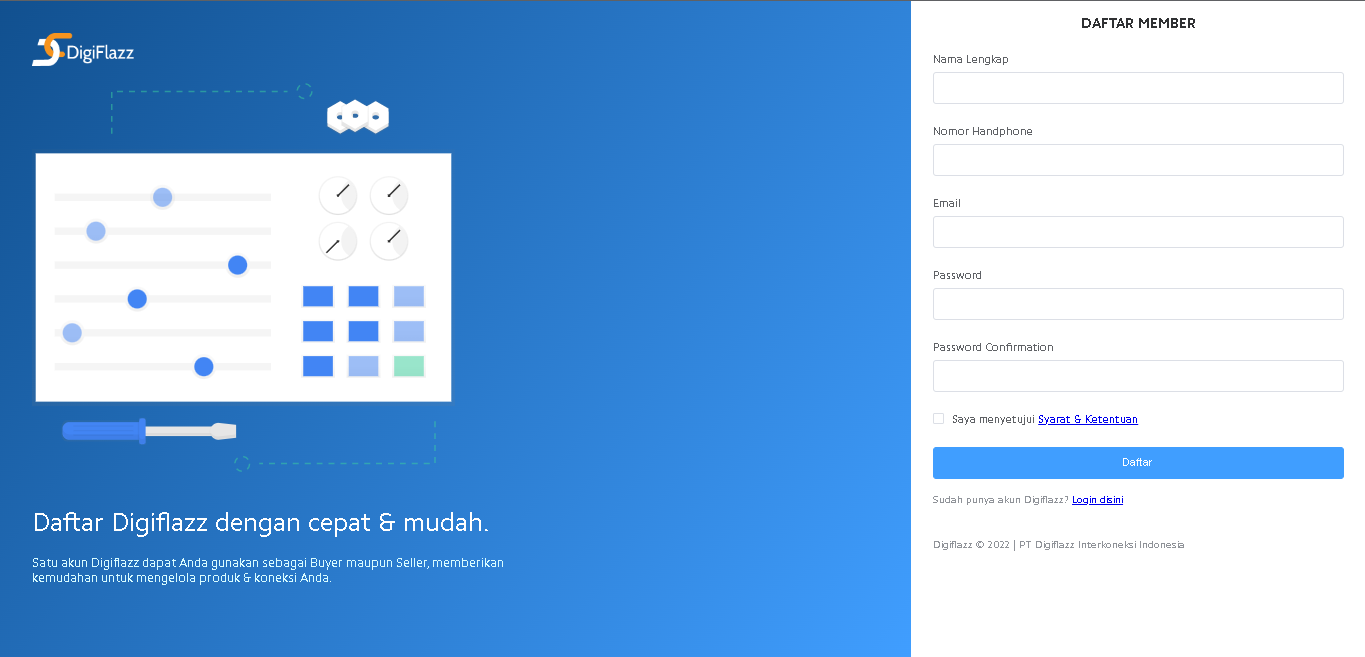 DigiFlazz
Daftar Digiflazz dengan cepat & mudah.
Satu akun Digiflazz dapat Anda gunakan sebagai Buyer maupun Seller, memberikan
kemudahan untuk mengelola produk & koneksi Anda.
DAFTAR MEMBER
Nama Lengkap
Nomor Handphone
Email
Password
Password Confirmation
Saya menyetujui Syarat & Ketentuan
Daftar
Sudah punya akun Digiflazz? Login disini
Digiflazz © 2022 | PT Digiflazz Interkoneksi Indonesia